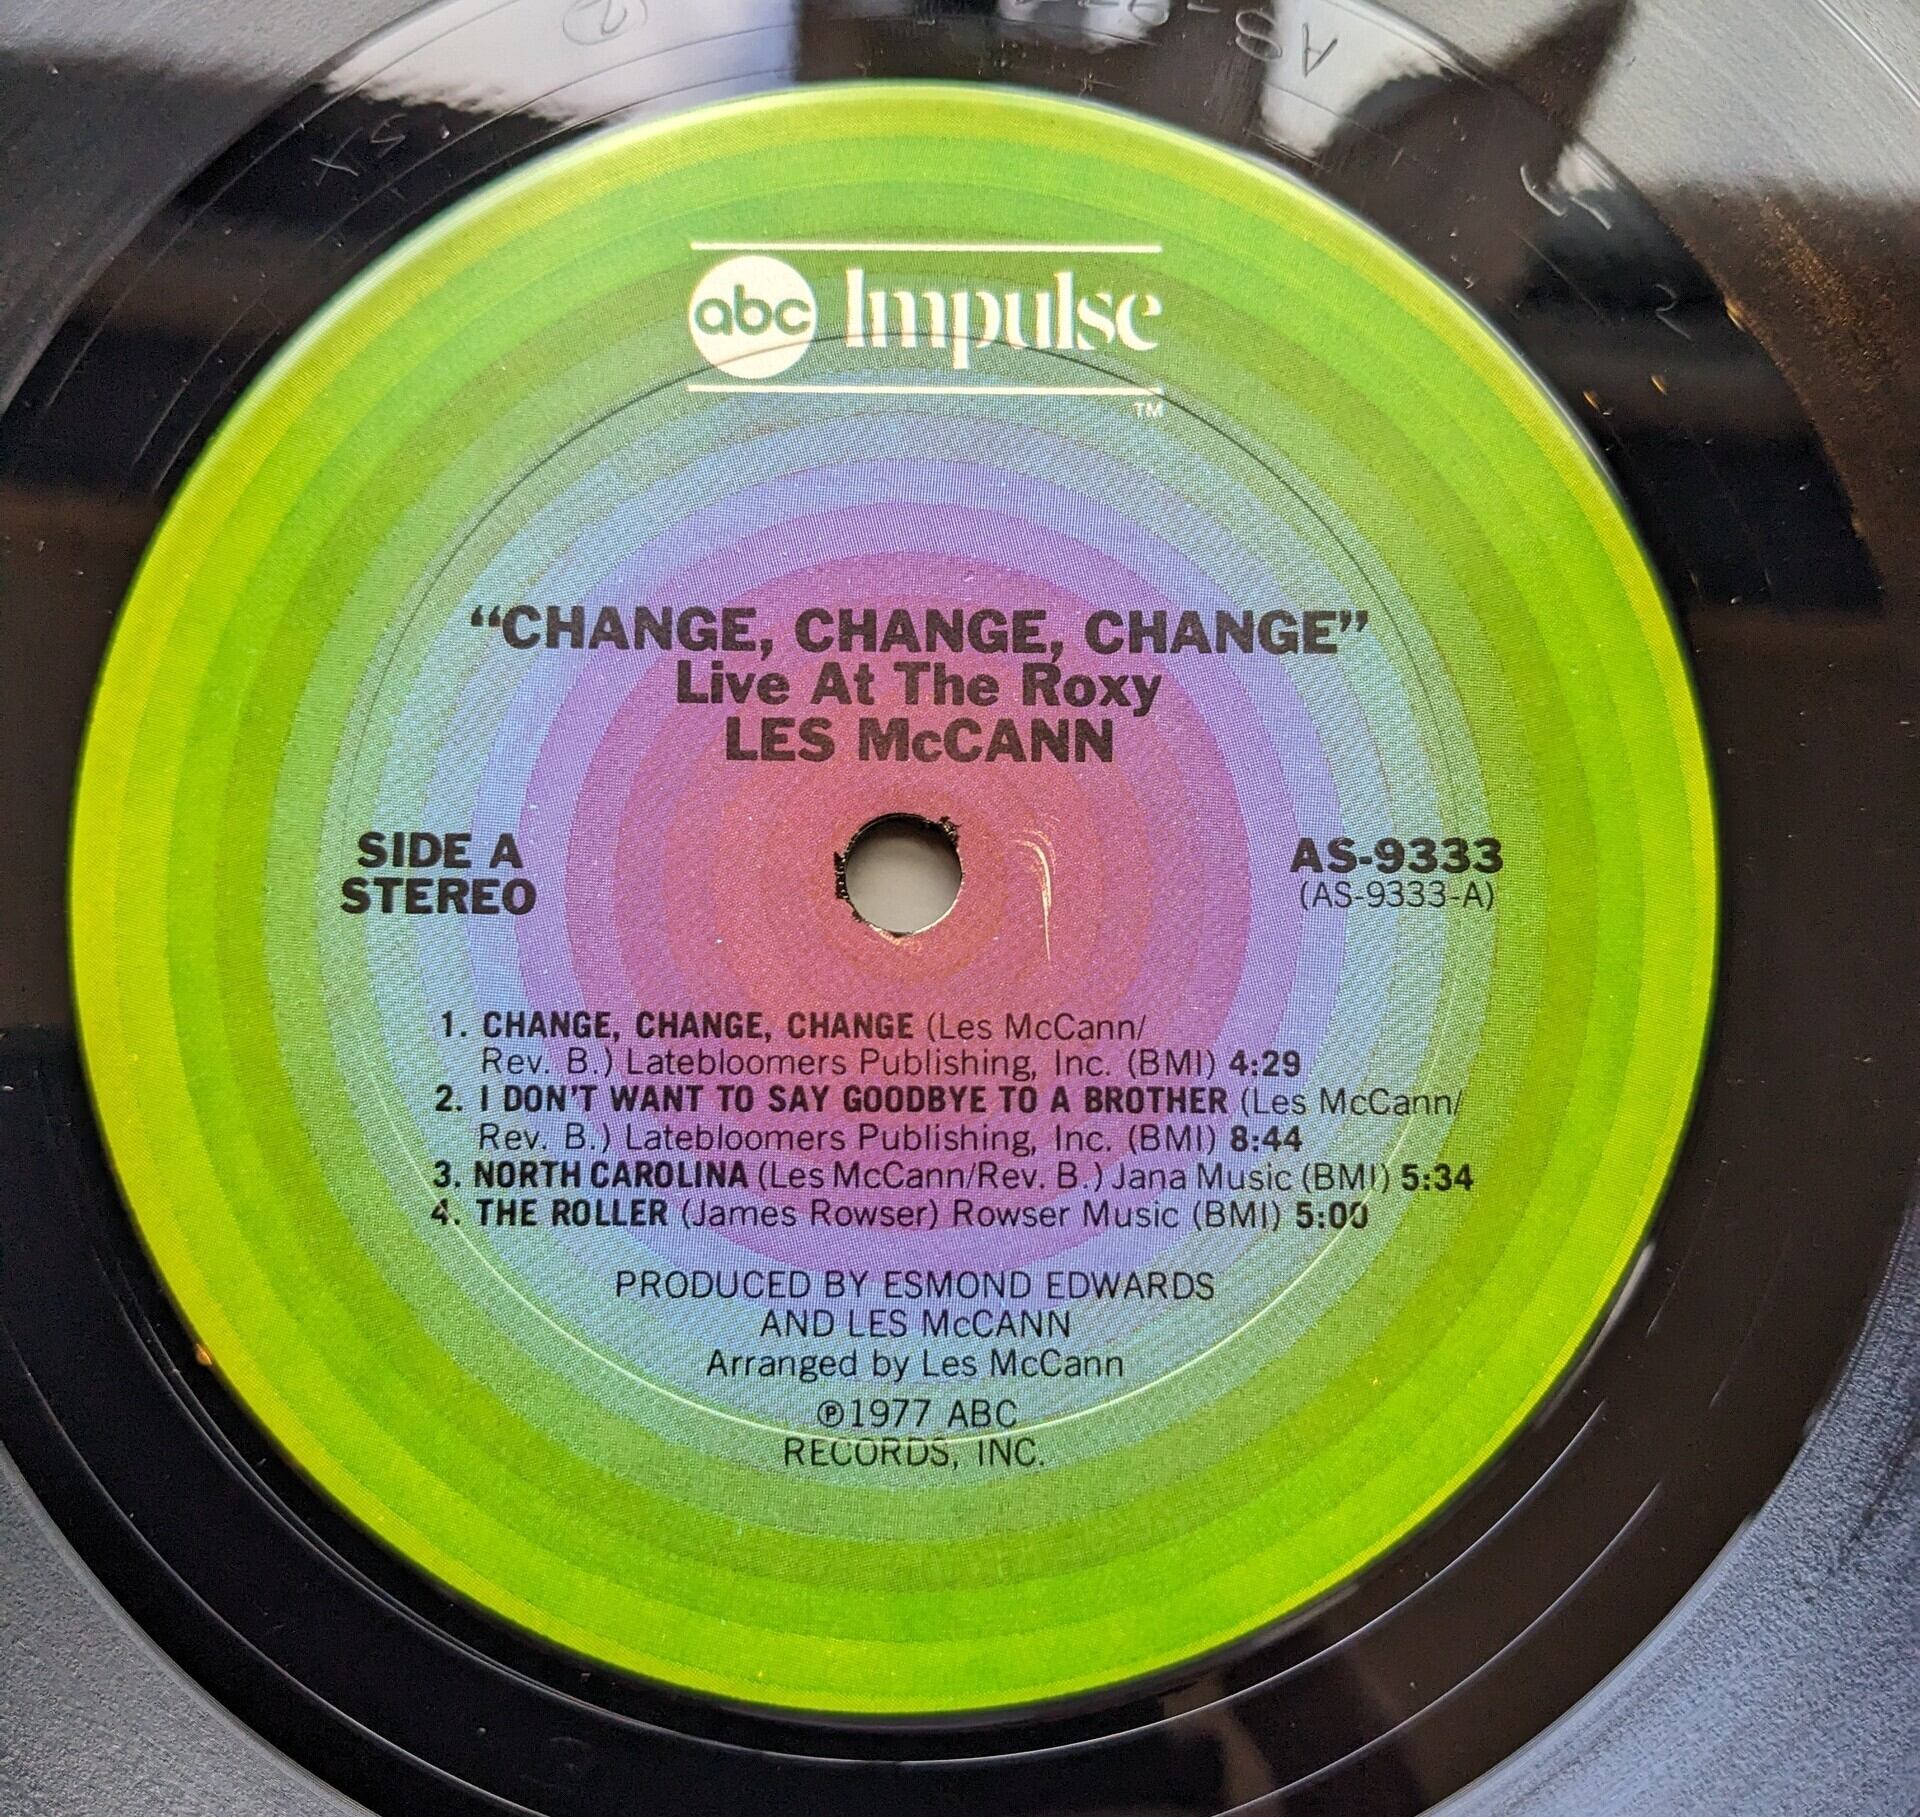 abc Impulse
TM
“CHANGE, CHANGE, CHANGE”
Live At The Roxy
LES McCANN
SIDE A
STEREO
AS-9333
(AS-9333-A)
1. CHANGE, CHANGE, CHANGE (Les McCann/
Rev. B.) Latebloomers Publishing, Inc. (BMI) 4:29
2. I DON'T WANT TO SAY GOODBYE TO A BROTHER (Les McCann/
Rev. B.) Latebloomers Publishing, Inc. (BMI) 8:44
3. NORTH CAROLINA (Les McCann/Rev. B.) Jana Music (BMI) 5:34
4. THE ROLLER (James Rowser) Rowser Music (BMI) 5:00
PRODUCED BY ESMOND EDWARDS
AND LES McCANN
Arranged by Les McCann
℗1977 ABC
RECORDS, INC.